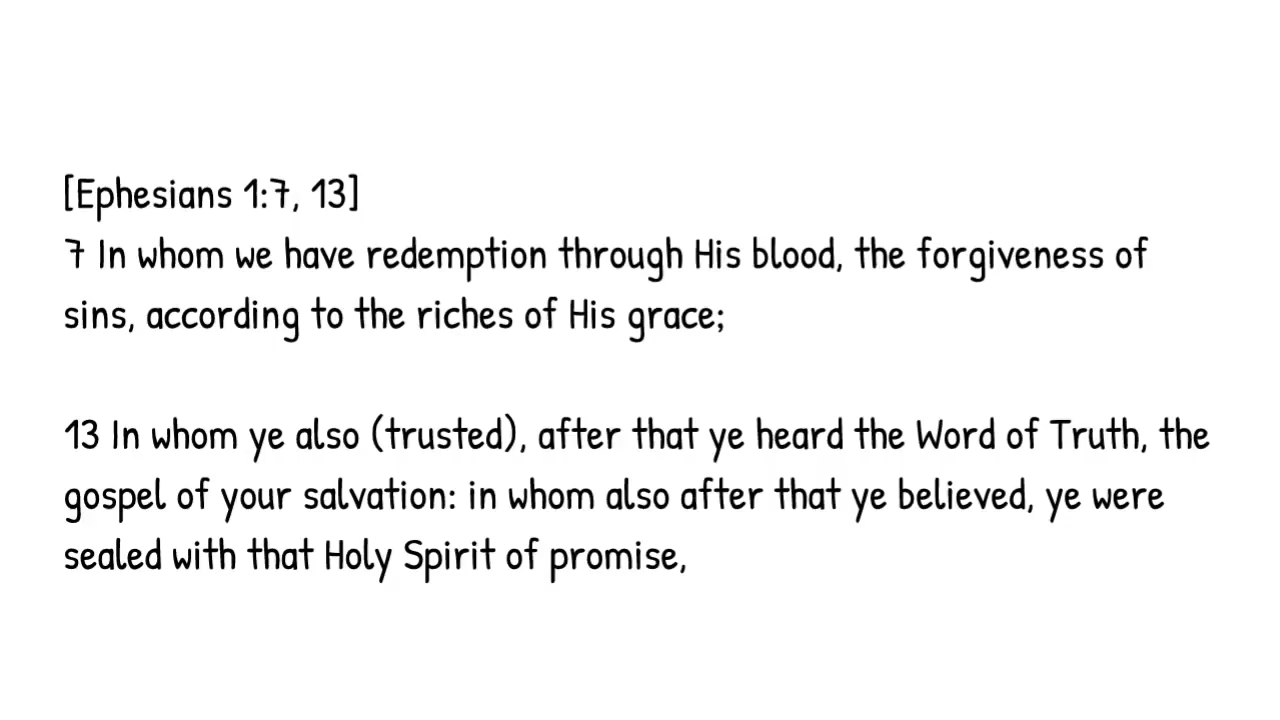 [Ephesians 1:7, 13]
7 In whom we have redemption through His blood, the forgiveness of
sins, according to the riches of His grace;
13 In whom ye also (trusted), after that ye heard the Word of Truth, the
gospel of your salvation: in whom also after that ye believed, ye were
sealed with that Holy Spirit of promise,